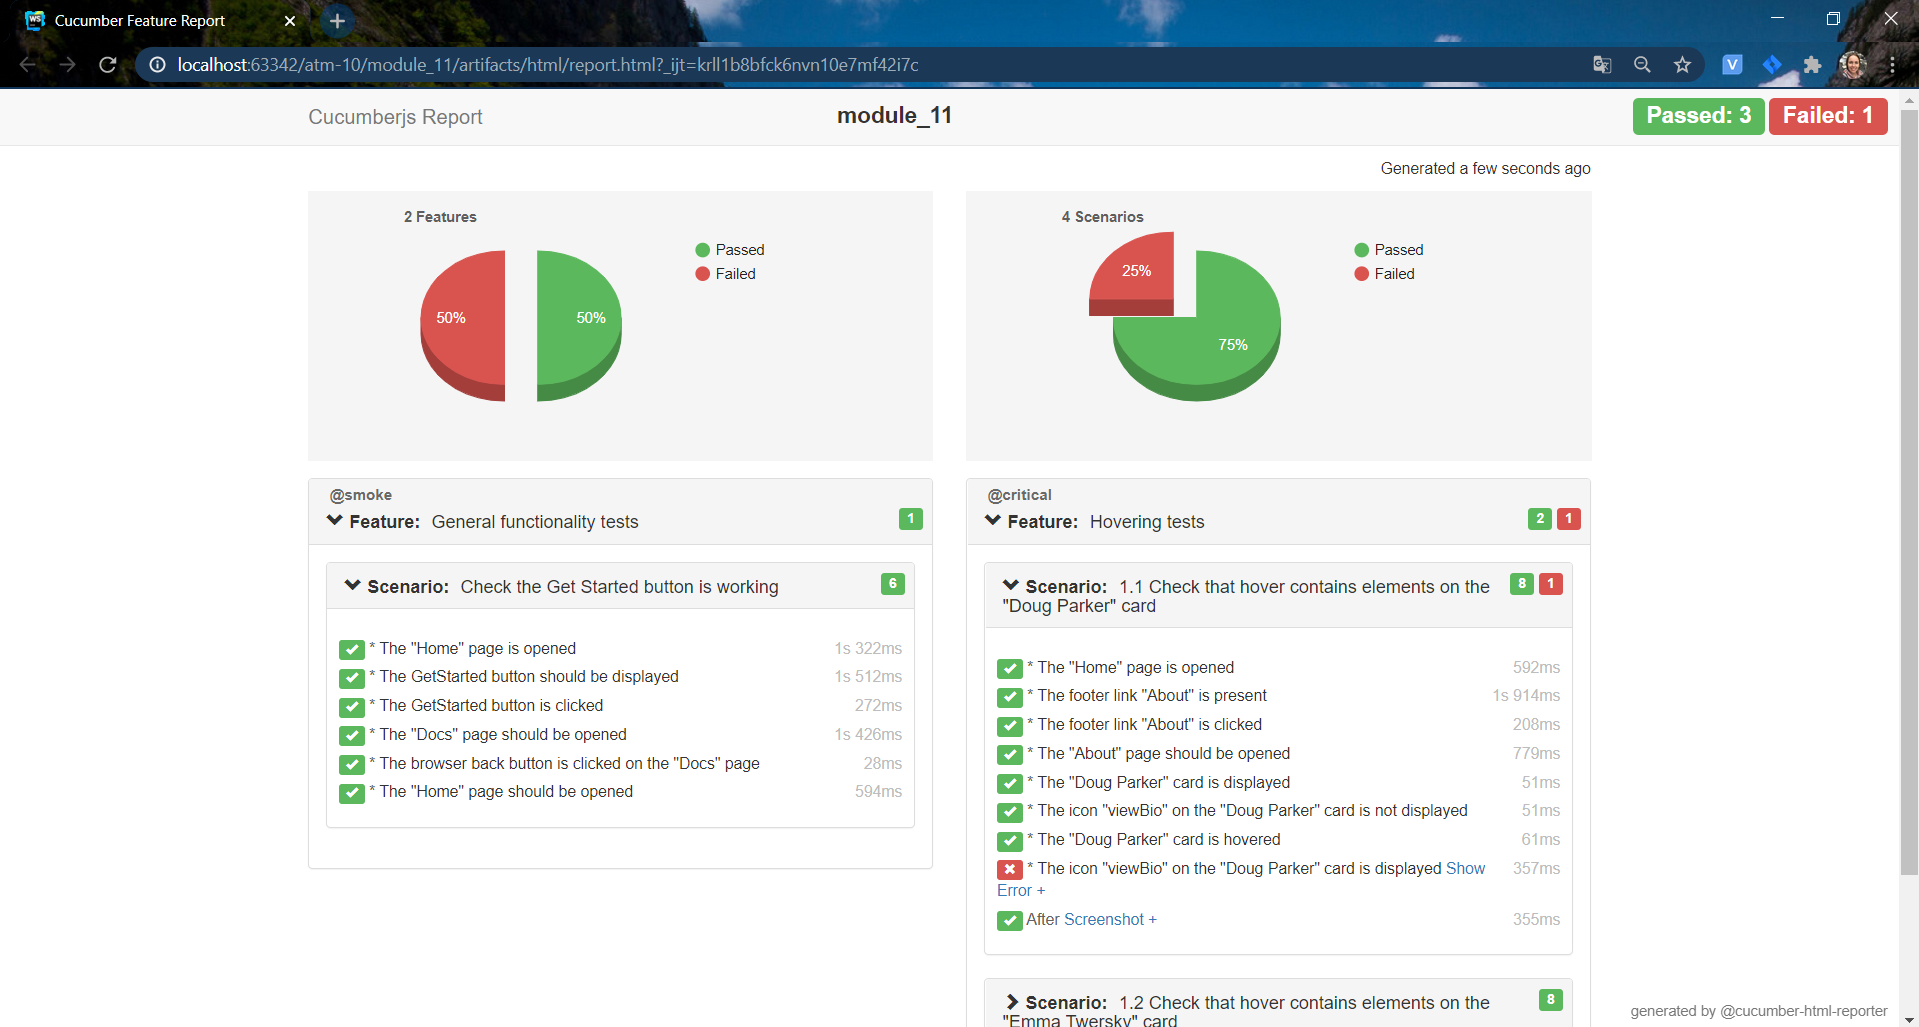 Cucumber Feature Report
localhost:63342/atm-10/module_11/artifacts/html/report.html?_ijt=krll1b8bfck6nvn10e7mf42i7c
V
Cucumberjs Report
module_11
Passed: 3 Failed: 1
Generated a few seconds ago
2 Features
Passed
Failed
50%
50%
4 Scenarios
Passed
Failed
25%
75%
@smoke
Feature: General functionality tests 1
Scenario: Check the Get Started button is working 6
* The "Home" page is opened 1s 322ms
* The GetStarted button should be displayed 1s 512ms
* The GetStarted button is clicked 272ms
* The "Docs" page should be opened 1s 426ms
* The browser back button is clicked on the "Docs" page 28ms
* The "Home" page should be opened 594ms
@critical
Feature: Hovering tests 2 1
Scenario: 1.1 Check that hover contains elements on the 8 1
"Doug Parker" card
* The "Home" page is opened 592ms
* The footer link "About" is present 1s 914ms
* The footer link "About" is clicked 208ms
* The "About" page should be opened 779ms
* The "Doug Parker" card is displayed 51ms
* The icon "viewBio" on the "Doug Parker" card is not displayed 51ms
* The "Doug Parker" card is hovered 61ms
* The icon "viewBio" on the "Doug Parker" card is displayed Show 357ms
Error +
After Screenshot + 355ms
Scenario: 1.2 Check that hover contains elements on the 8
"Emma Twersky" card
generated by @cucumber-html-reporter